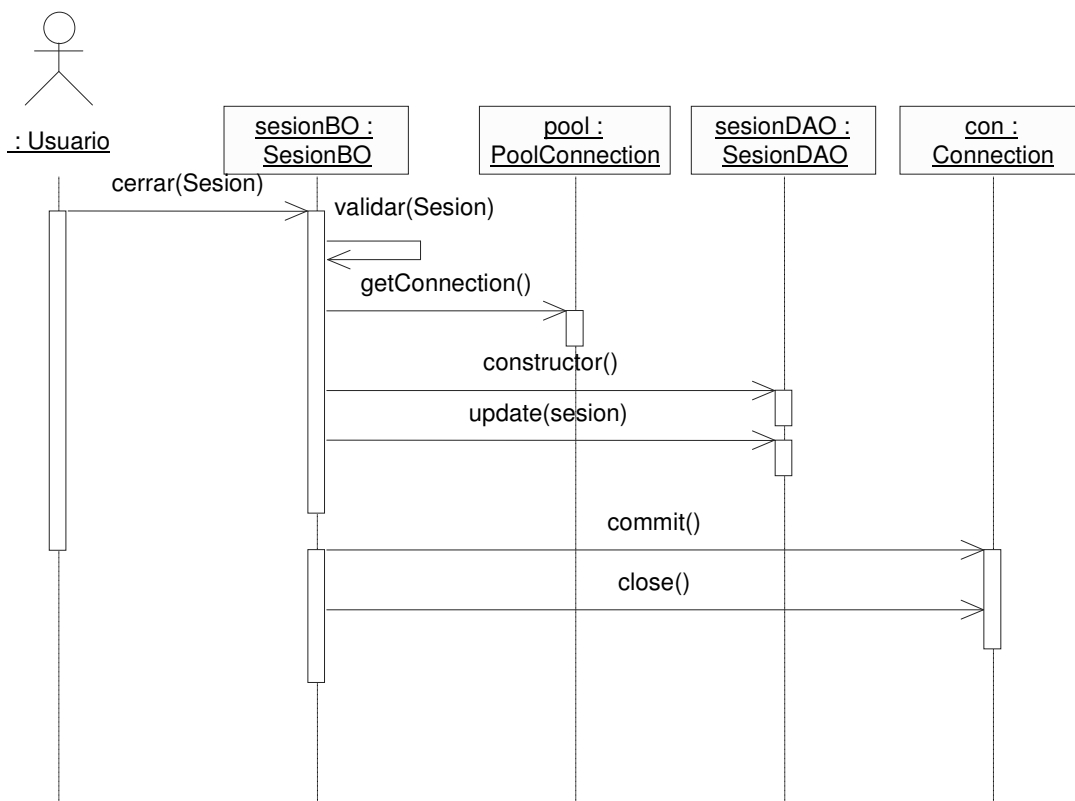 : Usuario
sesionBO :
SesionBO
pool :
PoolConnection
sesionDAO :
SesionDAO
con :
Connection
cerrar(Sesion)
validar(Sesion)
getConnection()
constructor()
update(sesion)
commit()
close()